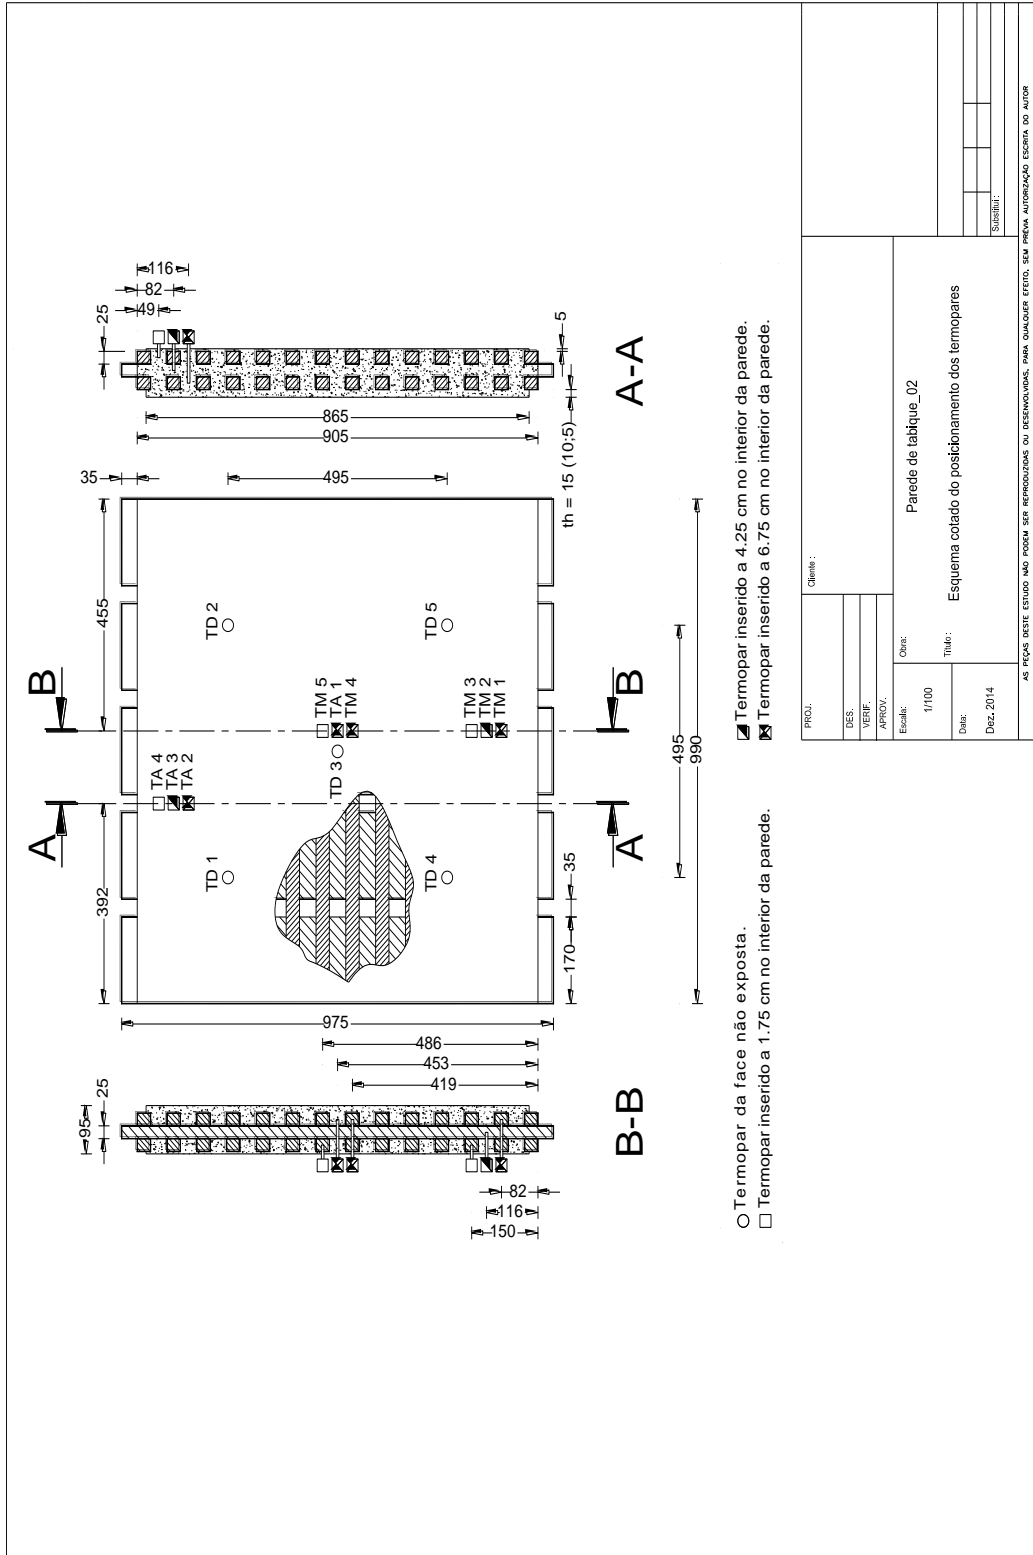 116
82
49
25
5
865
905
th = 15 (10;5)
A-A
35
495
455
392
B
B
A
A
TD 2
TD 5
TM 5
TA 1
TM 4
TM 3
TM 2
TM 1
TD 3
TA 4
TA 3
TA 2
TD 1
TD 4
35
170
495
990
975
486
453
419
25
95
82
116
150
B-B
Termopar da face não exposta.
Termopar inserido a 1.75 cm no interior da parede.
Termopar inserido a 4.25 cm no interior da parede.
Termopar inserido a 6.75 cm no interior da parede.
PROJ.
DES.
VERIF.
APROV.
Cliente :
Escala:
1/100
Data:
Dez. 2014
Obra:
Parede de tabique_02
Título :
Esquema cotado do posicionamento dos termopares
Substitui :
AS PEÇAS DESTE ESTUDO NÃO PODEM SER REPRODUZIDAS OU DESENVOLVIDAS, PARA QUALQUER EFEITO, SEM PRÉVIA AUTORIZAÇÃO ESCRITA DO AUTOR